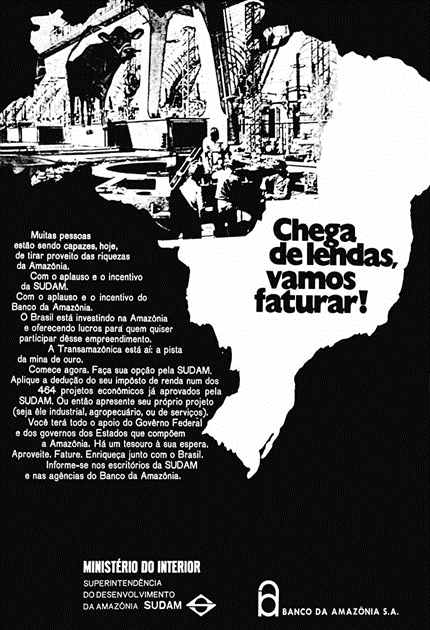 Chega
de lendas,
vamos
faturar!
Muitas pessoas
estão sendo capazes, hoje,
de tirar proveito das riquezas
da Amazônia.
Com o aplauso e o incentivo
da SUDAM.
Com o aplauso e o incentivo do
Banco da Amazônia.
O Brasil está investindo na Amazônia
e oferecendo lucros para quem quiser
participar dêsse empreendimento.
A Transamazônica está aí: a pista
da mina de ouro.
Comece agora. Faça sua opção pela SUDAM.
Aplique a dedução do seu impôsto de renda num dos
464 projetos econômicos já aprovados pela
SUDAM. Ou então apresente seu próprio projeto
(seja êle industrial, agropecuário, ou de serviços).
Você terá todo o apoio do Govêrno Federal
e dos governos dos Estados que compõem
a Amazônia. Há um tesouro à sua espera.
Aproveite. Fature. Enriqueça junto com o Brasil.
Informe-se nos escritórios da SUDAM
e nas agências do Banco da Amazônia.
MINISTÉRIO DO INTERIOR
SUPERINTENDÊNCIA
DO DESENVOLVIMENTO
DA AMAZÔNIA SUDAM
BANCO DA AMAZÔNIA S.A.